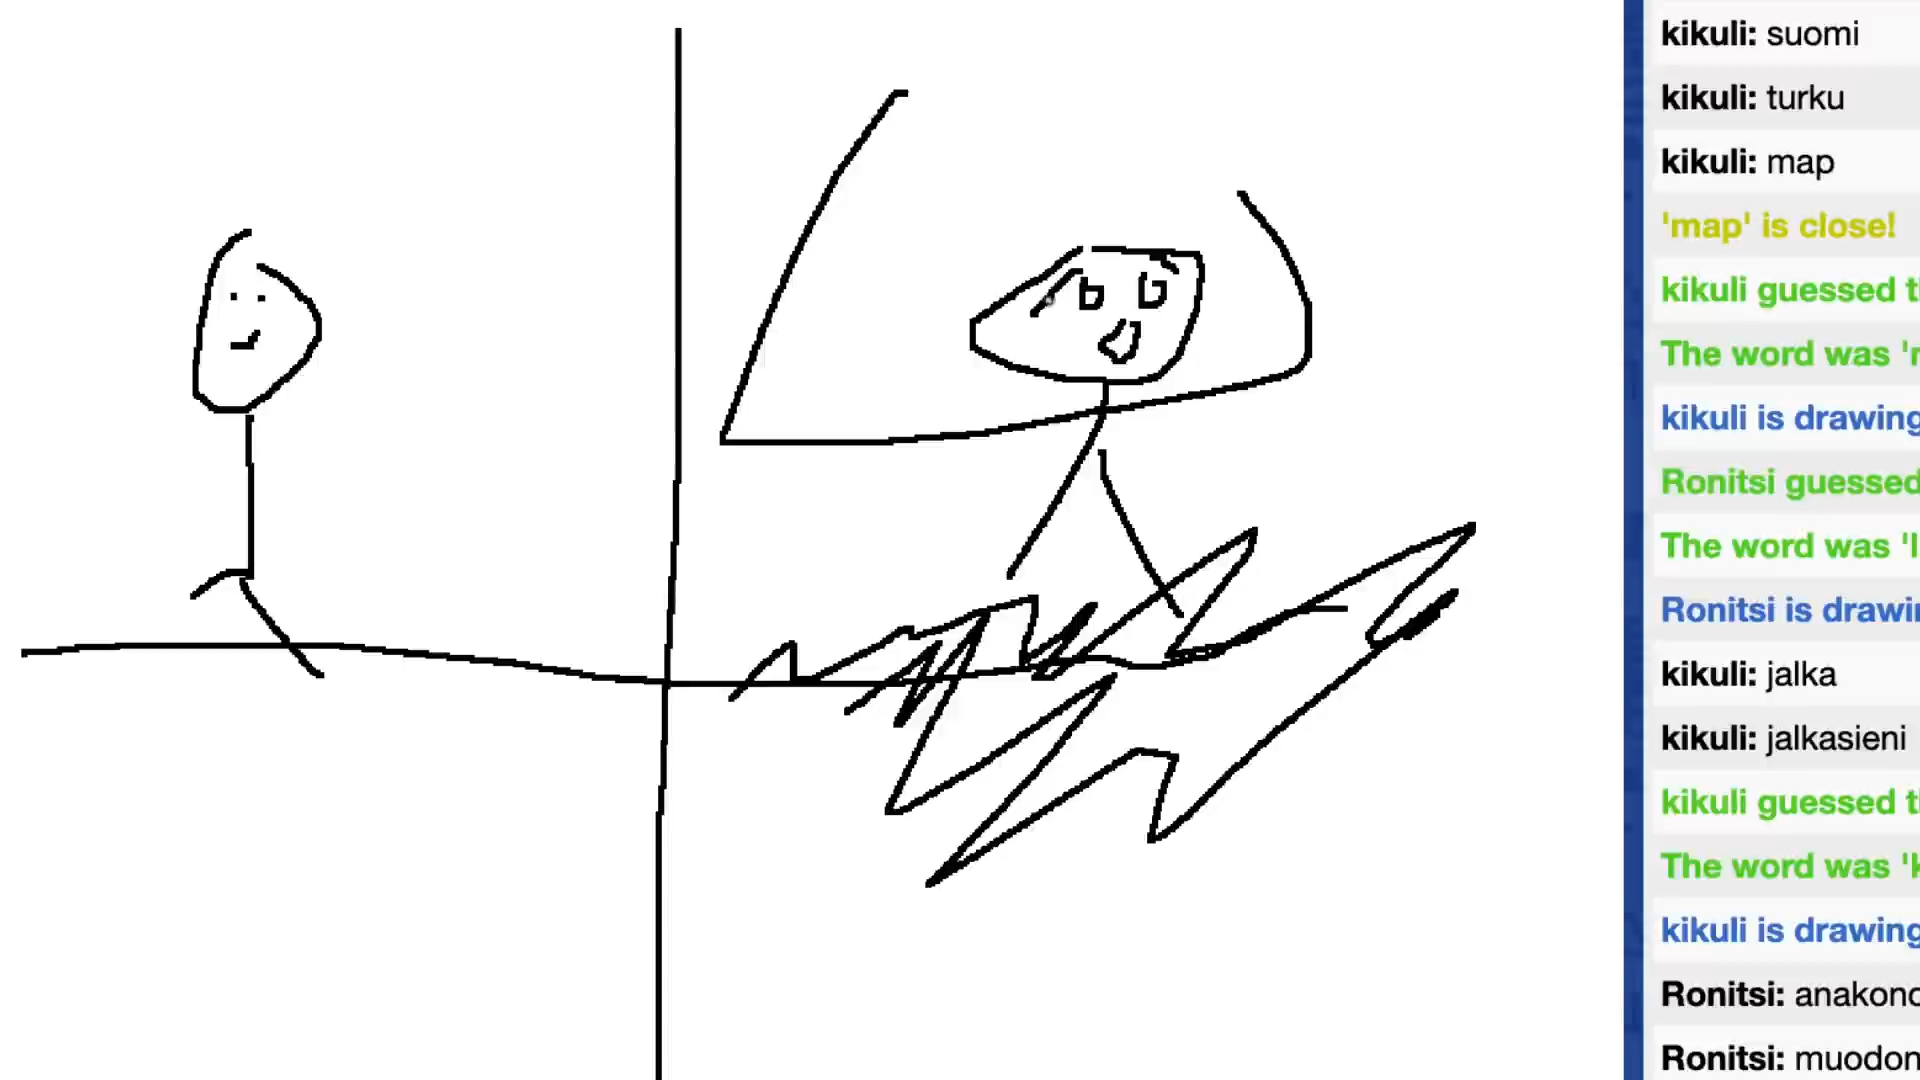 kikuli: suomi
kikuli: turku
kikuli: map
'map' is close!
kikuli guessed
The word was
kikuli is drawing
Ronitsi guessed
The word was
Ronitsi is
kikuli: jalka
kikuli: jalkasieni
kikuli guessed
The word was
kikuli is drawing
Ronitsi:
Ronitsi: